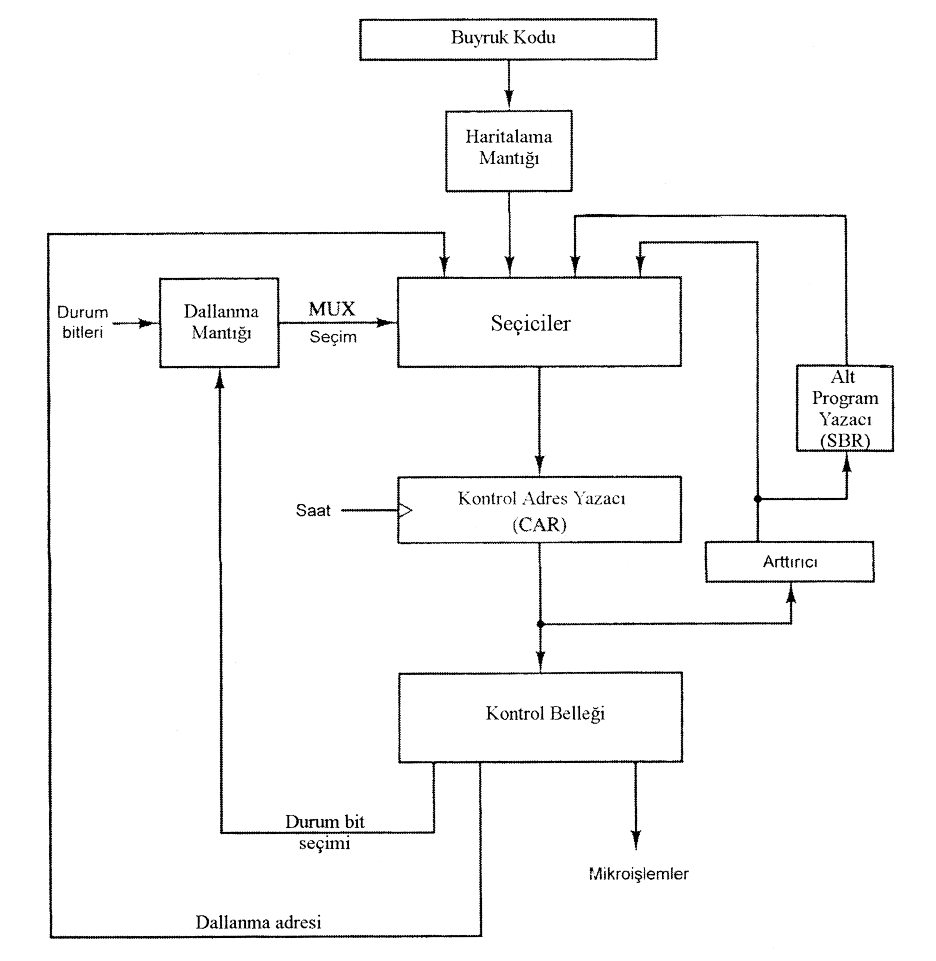 Buyruk Kodu
Haritalama
Mantığı
Durum
bitleri
Dallanma
Mantığı
MUX
Seçim
Seçiciler
Alt
Program
Yazacı
(SBR)
Saat
Kontrol Adres Yazacı
(CAR)
Arttırıcı
Kontrol Belleği
Durum bit
seçimi
Mikroişlemler
Dallanma adresi